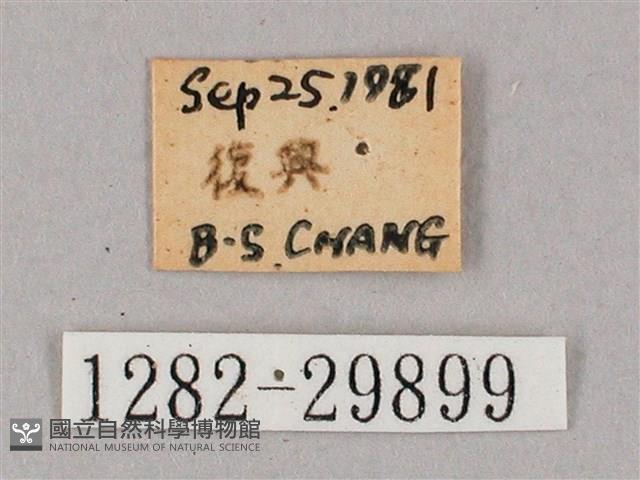 Sep 25.1981
復興
B-S. CHANG
1282-29899
國立自然科學博物館
NATIONAL MUSEUM OF NATURAL SCIENCE